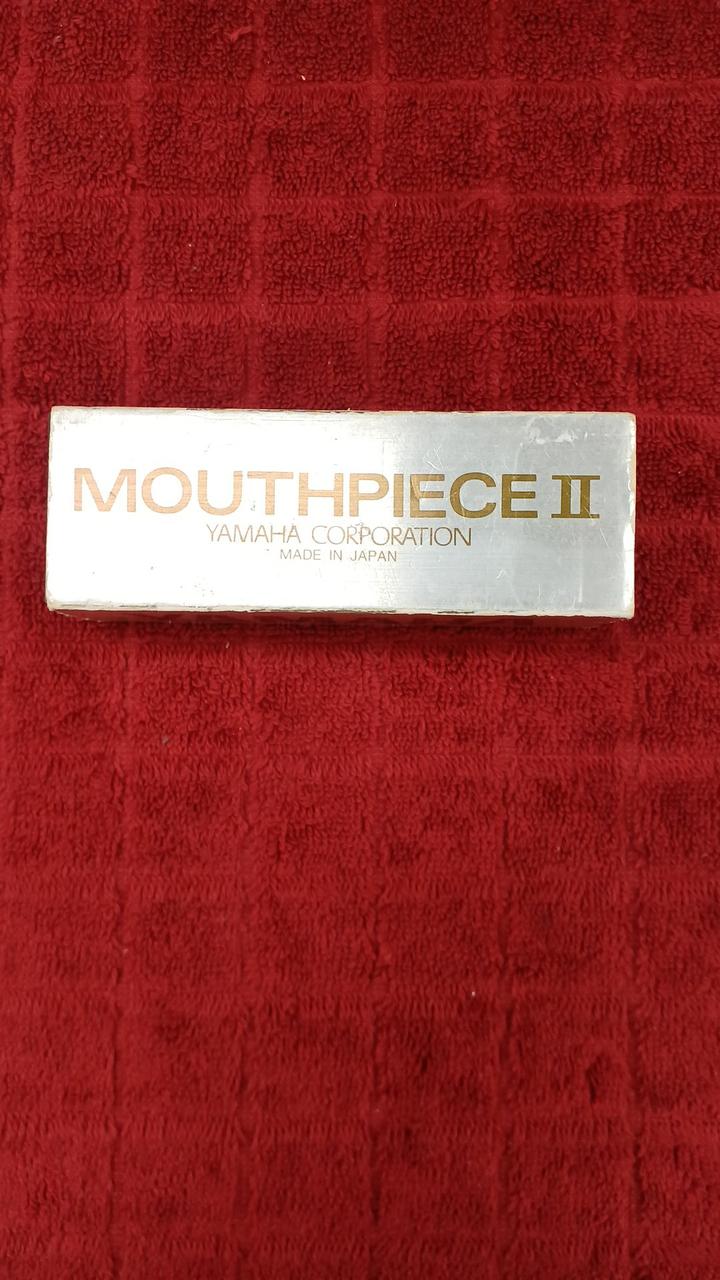 MOUTHPIECE II
YAMAHA CORPORATION
MADE IN JAPAN